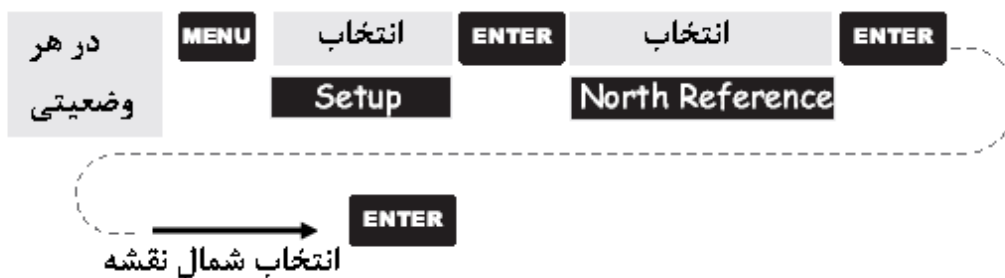 در هر
وضعیتی
MENU
انتخاب
Setup
ENTER
انتخاب
North Reference
ENTER
انتخاب شمال نقشه
ENTER